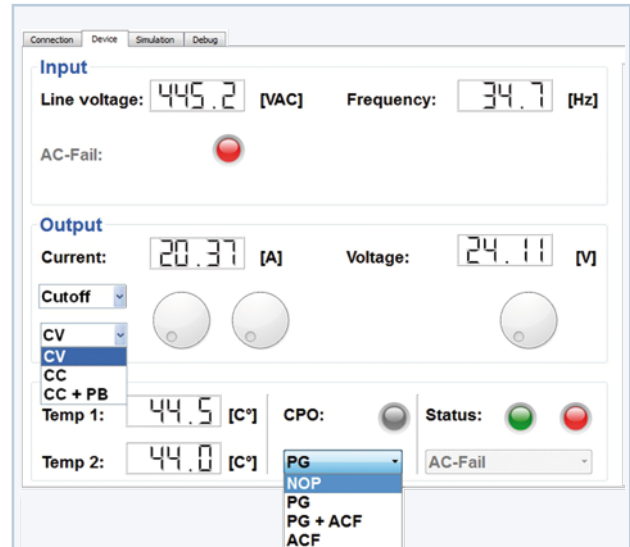 Connection Device Simulation Debug
Input
Line voltage: 445.2 [VAC] Frequency: 34.7 [Hz]
AC-Fail:
Output
Current: 20.37 [A] Voltage: 24.11 [V]
Cutoff
CV
CV
CC
CC + PB
Temp 1: 44.5 [C°] CPO: Status:
Temp 2: 44.0 [C°] PG AC-Fail
NOP
PG
PG + ACF
ACF